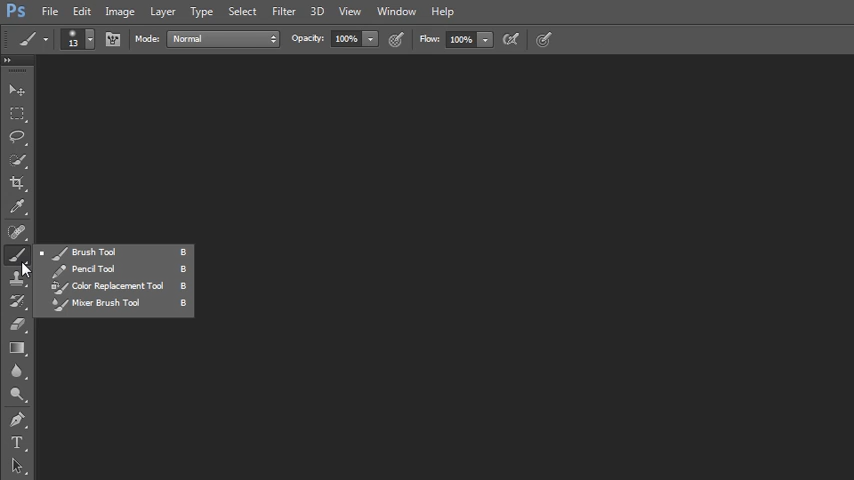 Ps File Edit Image Layer Type Select Filter 3D View Window Help
13 Mode: Normal Opacity: 100% Flow: 100%
Brush Tool B
Pencil Tool B
Color Replacement Tool B
Mixer Brush Tool B